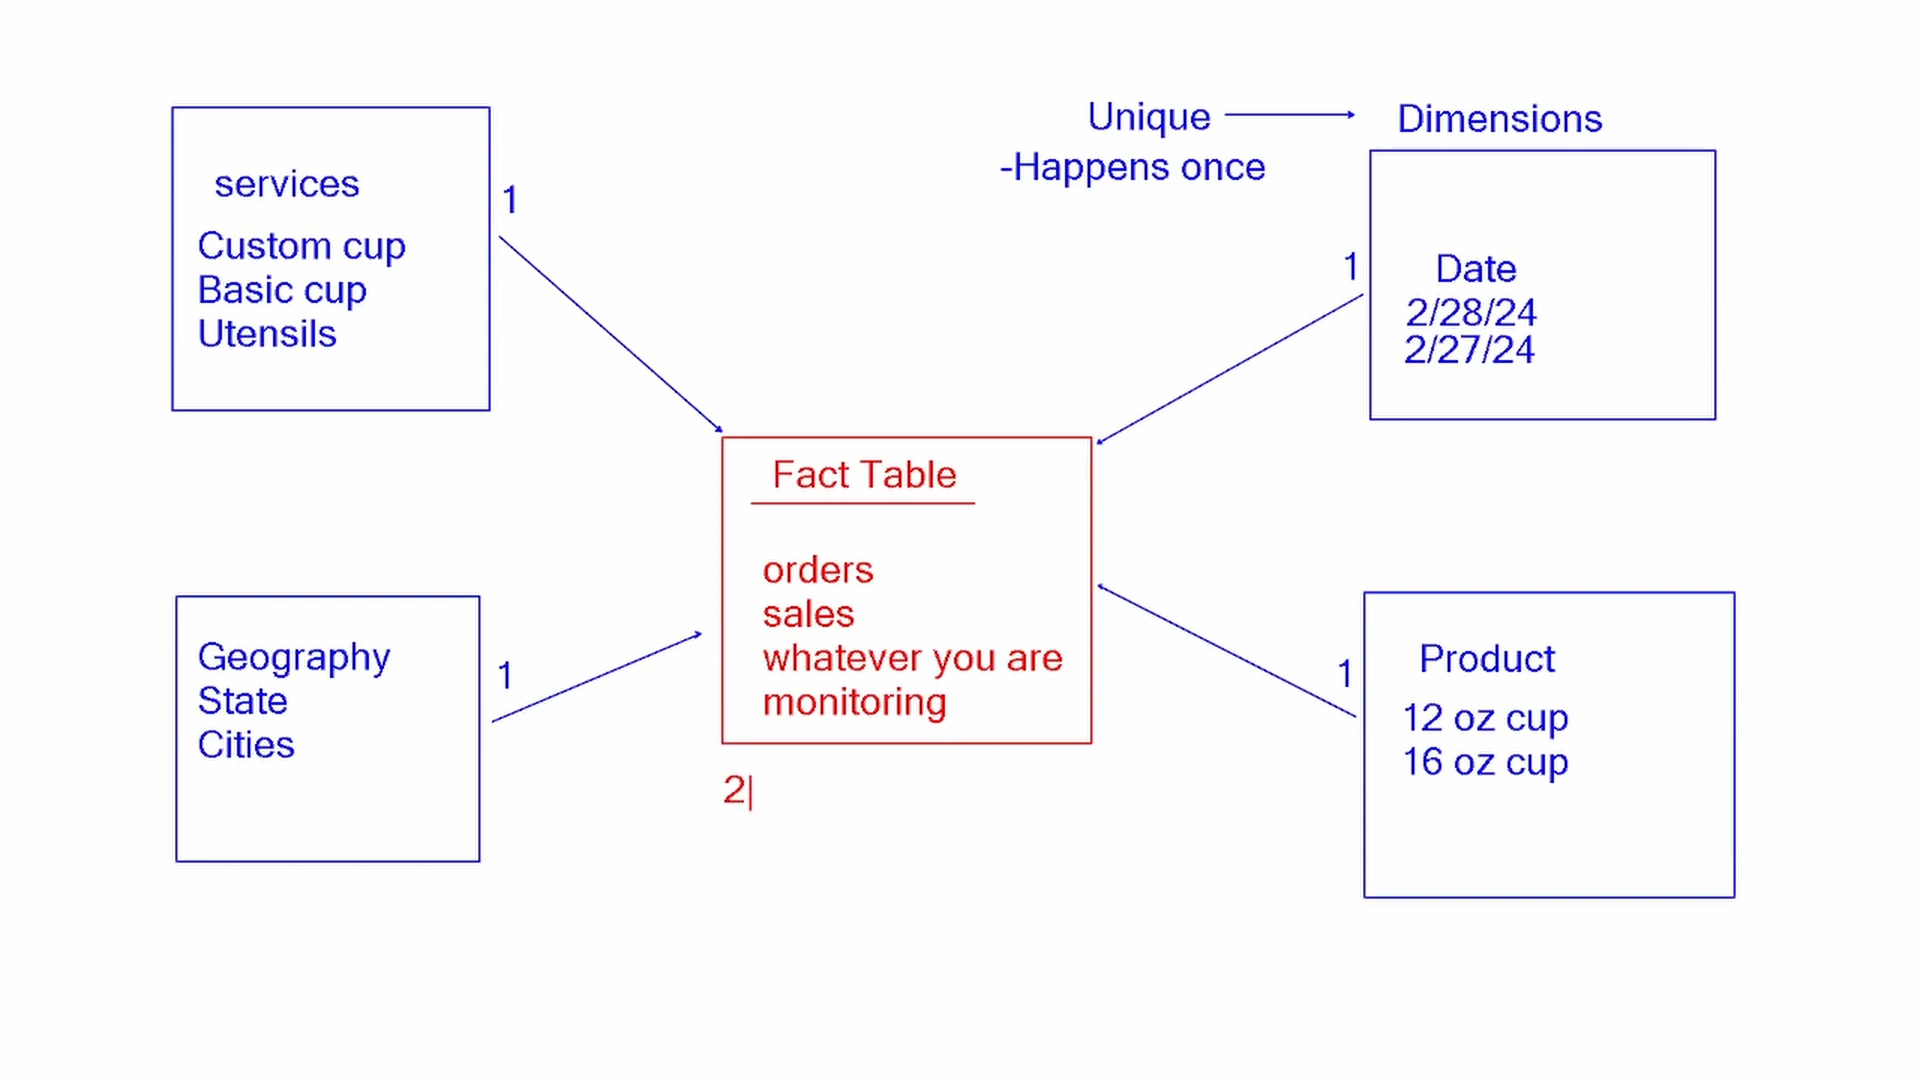 Unique
Dimensions
-Happens once
services
1
Custom cup
Basic cup
Utensils
1
Date
2/28/24
2/27/24
Fact Table
orders
sales
whatever you are
monitoring
Geography
State
Cities
1
1
Product
12 oz cup
16 oz cup
2